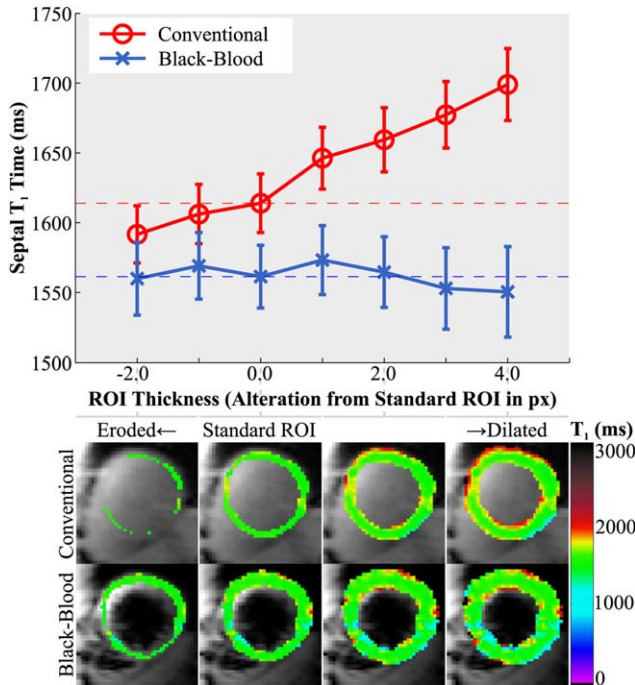 1750
1700
1650
1600
1550
1500
Septal T₁ Time (ms)
Conventional
Black-Blood
-2.0 0.0 2.0 4.0
ROI Thickness (Alteration from Standard ROI in px)
Eroded← Standard ROI →Dilated T₁ (ms)
Conventional
Black-Blood
3000
2000
1000
0